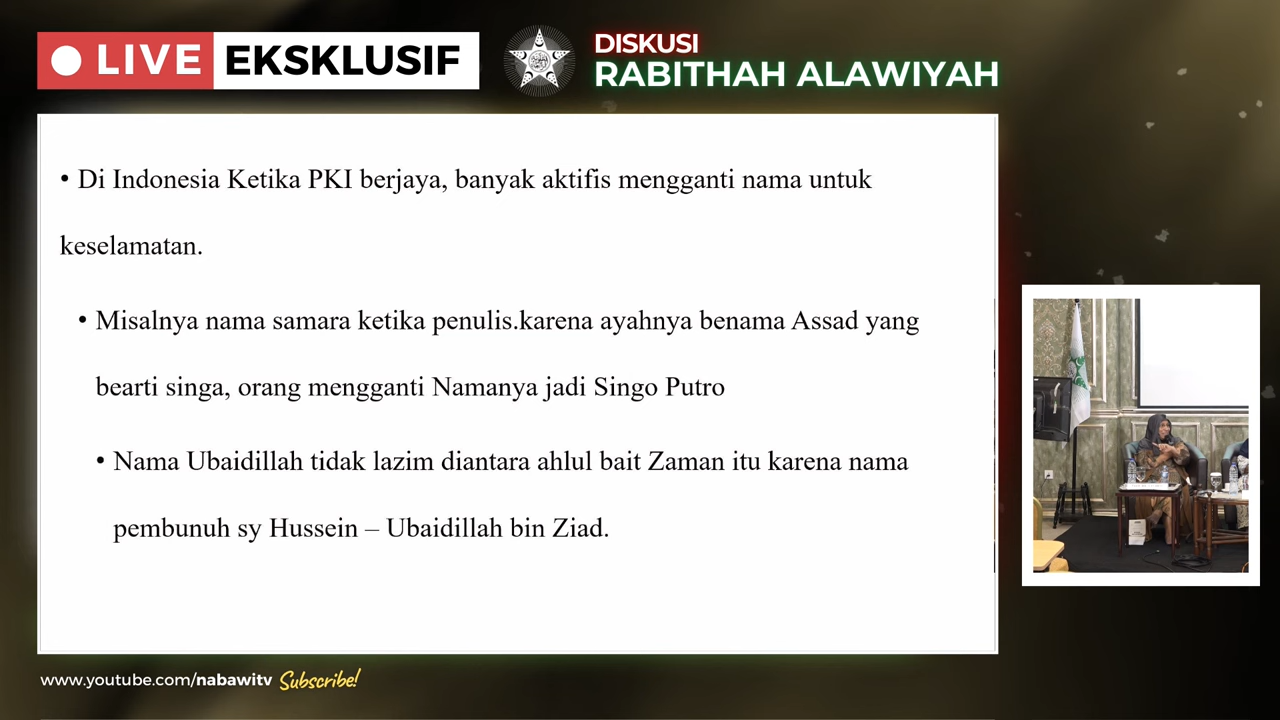 LIVE EKSKLUSIF
DISKUSI
RABITHAH ALAWIYAH
• Di Indonesia Ketika PKI berjaya, banyak aktifis mengganti nama untuk
keselamatan.
• Misalnya nama samara ketika penulis.karena ayahnya benama Assad yang
bearti singa, orang mengganti Namanya jadi Singo Putro
• Nama Ubaidillah tidak lazim diantara ahlul bait Zaman itu karena nama
pembunuh sy Hussein – Ubaidillah bin Ziad.
www.youtube.com/nabawitv Subscribe!